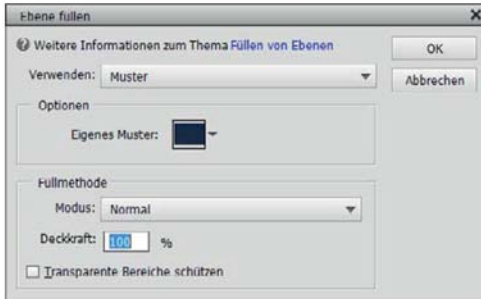 Ebene füllen
Weitere Informationen zum Thema Füllen von Ebenen
OK
Verwenden: Muster
Abbrechen
Optionen
Eigenes Muster:
Füllmethode
Modus: Normal
Deckkraft: 100 %
Transparente Bereiche schützen